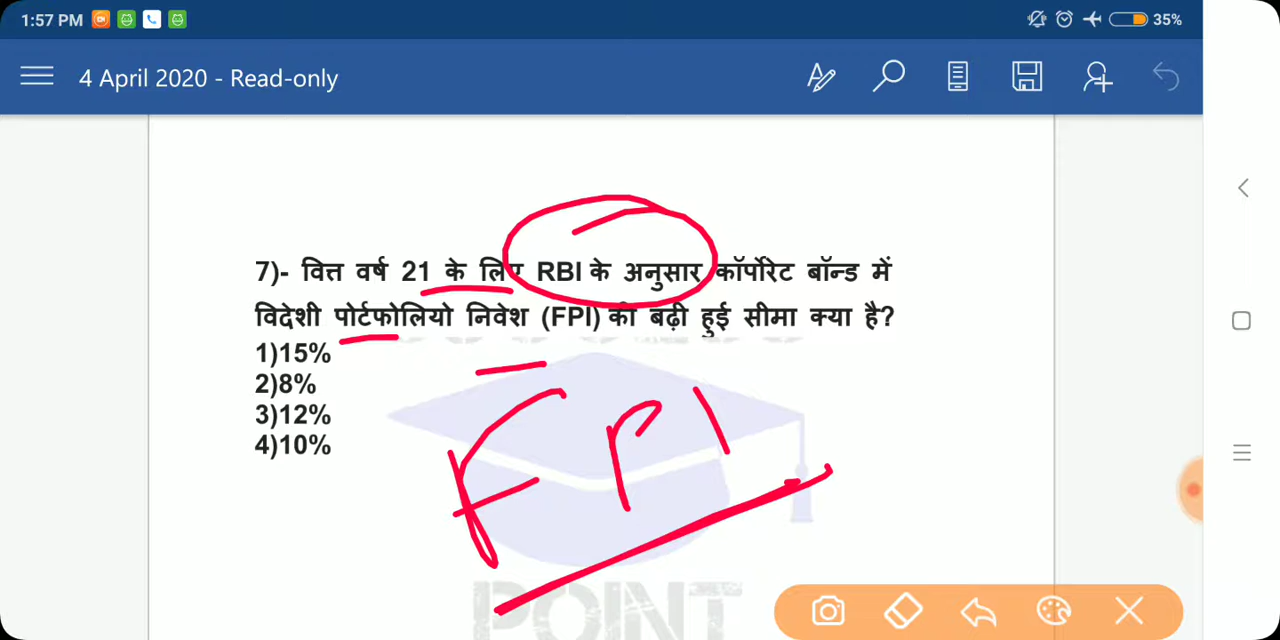 1:57 PM 35%
4 April 2020 - Read-only
7)- वित्त वर्ष 21 के लिए RBI के अनुसार कॉर्पोरेट बॉन्ड में
विदेशी पोर्टफोलियो निवेश (FPI) की बढ़ी हुई सीमा क्या है?
1)15%
2)8%
3)12%
4)10%
FPI
POINT